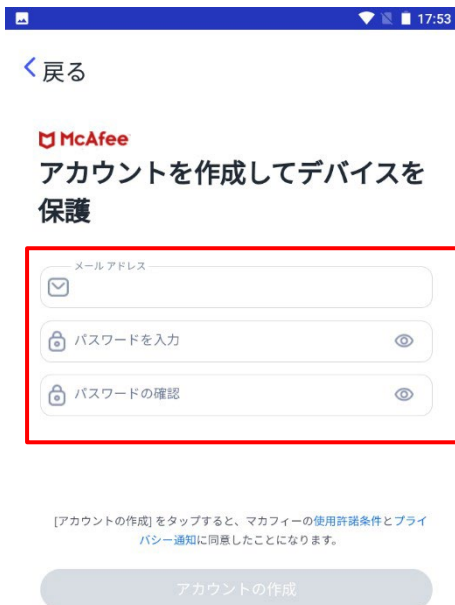 17:53
戻る
McAfee
アカウントを作成してデバイスを
保護
メール アドレス
パスワードを入力
パスワードの確認
[アカウントの作成] をタップすると、マカフィーの使用許諾条件とプライ
バシー通知に同意したことになります。
アカウントの作成